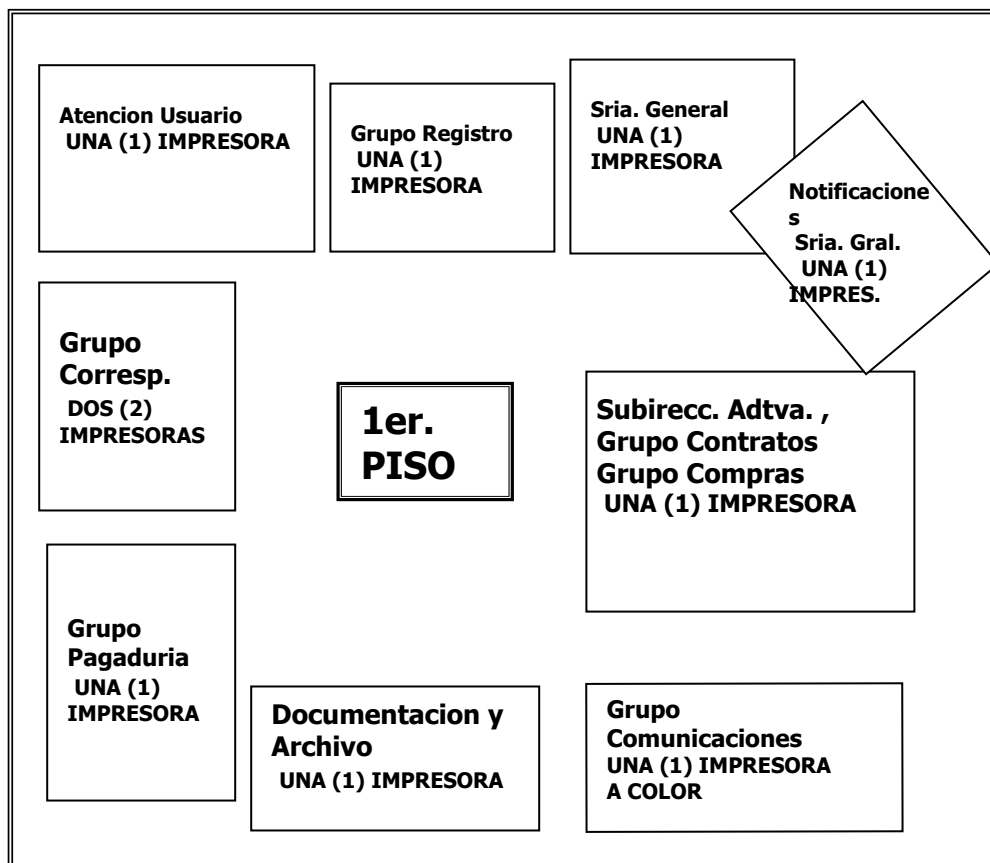 Atencion Usuario
UNA (1) IMPRESORA
Grupo Registro
UNA (1)
IMPRESORA
Sria. General
UNA (1)
IMPRESORA
Notificacione
s
Sria. Gral.
UNA (1)
IMPRES.
Grupo
Corresp.
DOS (2)
IMPRESORAS
1er.
PISO
Subirecc. Adtva. ,
Grupo Contratos
Grupo Compras
UNA (1) IMPRESORA
Grupo
Pagaduria
UNA (1)
IMPRESORA
Documentacion y
Archivo
UNA (1) IMPRESORA
Grupo
Comunicaciones
UNA (1) IMPRESORA
A COLOR